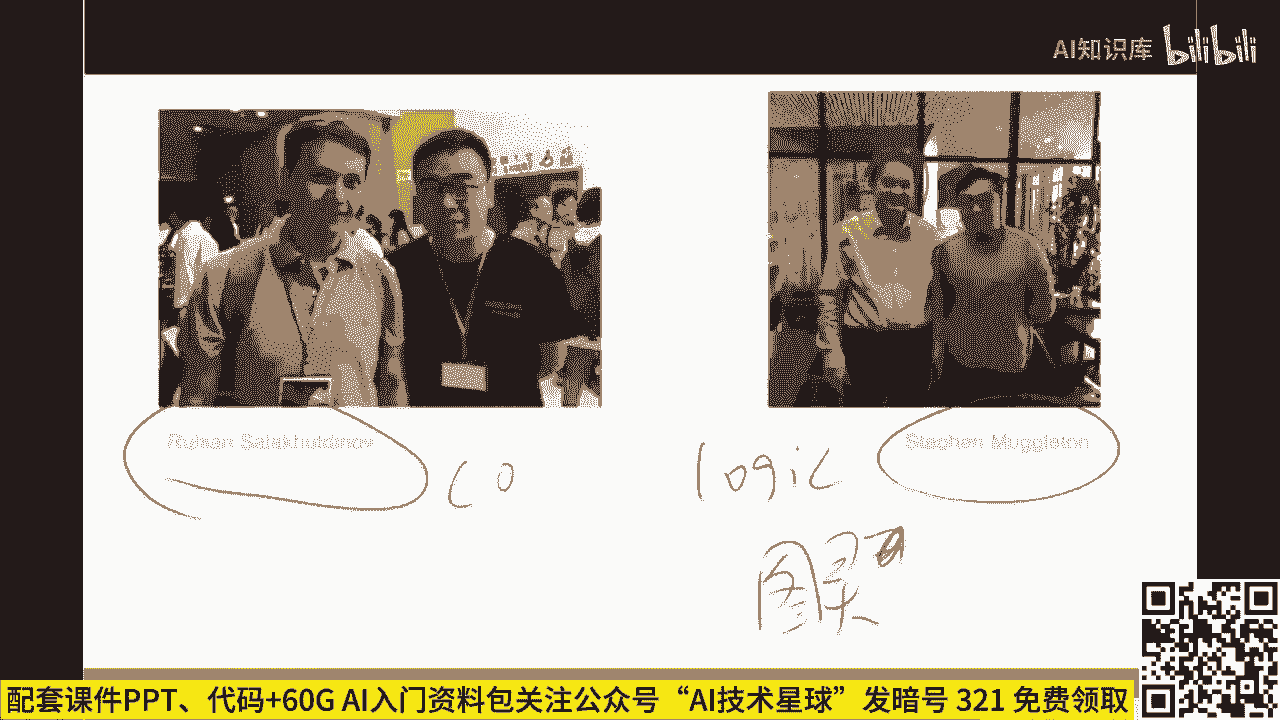 AI知识库 bilibili
Ruslan Salakhutdinov
Stephen Muggleton
co
logic
图灵
配套课件PPT、代码+60G AI入门资料包关注公众号“AI技术星球”发暗号 321 免费领取